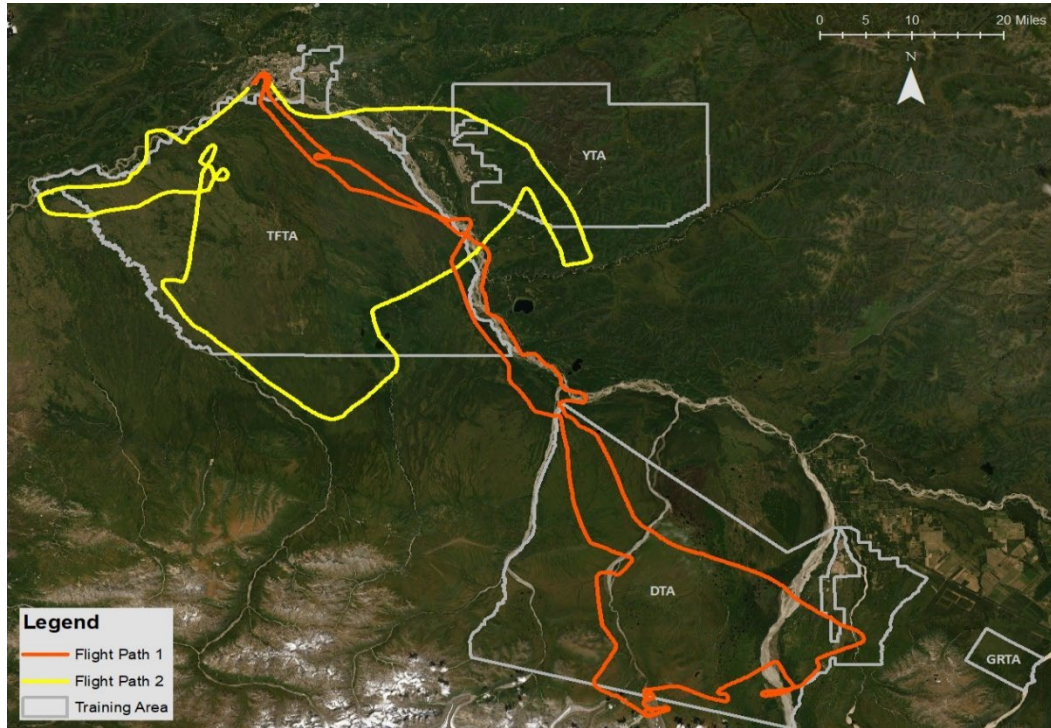 0 5 10 20 Miles
N
YTA
TFTA
DTA
GRTA
Legend
Flight Path 1
Flight Path 2
Training Area